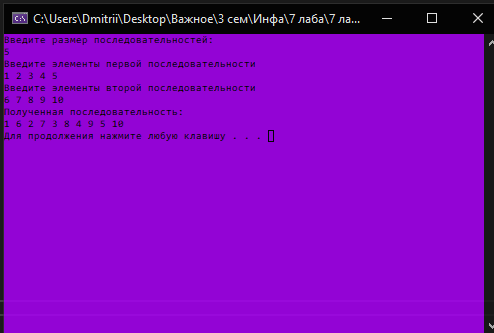 C:\Users\Dmitrii\Desktop\Важное\3 сем\Инфа\7 лаба\7 ла...
Введите размер последовательностей:
5
Введите элементы первой последовательности
1 2 3 4 5
Введите элементы второй последовательности
6 7 8 9 10
Полученная последовательность:
1 6 2 7 3 8 4 9 5 10
Для продолжения нажмите любую клавишу . . .